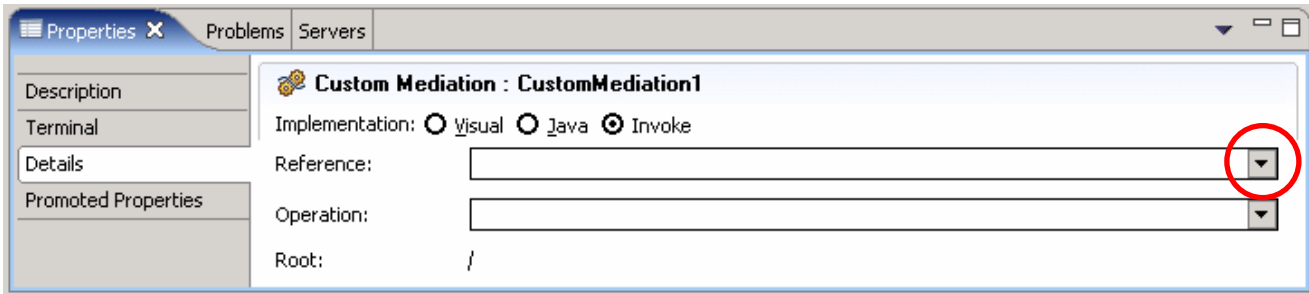 Properties Problems Servers
Description
Terminal
Details
Promoted Properties
Custom Mediation : CustomMediation1
Implementation: Visual Java Invoke
Reference:
Operation:
Root: /